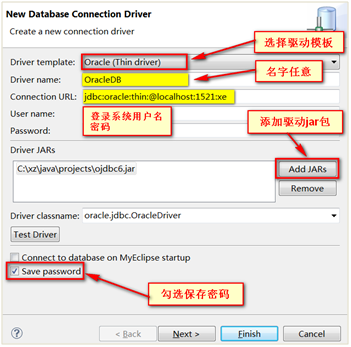 New Database Connection Driver
Create a new connection driver
选择驱动模板
Driver template: Oracle (Thin driver)
Driver name: OracleDB
名字任意
Connection URL: jdbc:oracle:thin:@localhost:1521:xe
User name:
登录系统用户名
Password:
密码
添加驱动jar包
Driver JARs
C:\xz\java\projects\ojdbc6.jar
Add JARs
Remove
Driver classname: oracle.jdbc.OracleDriver
Test Driver
Connect to database on MyEclipse startup
Save password
勾选保存密码
?
< Back
Next >
Finish
Cancel